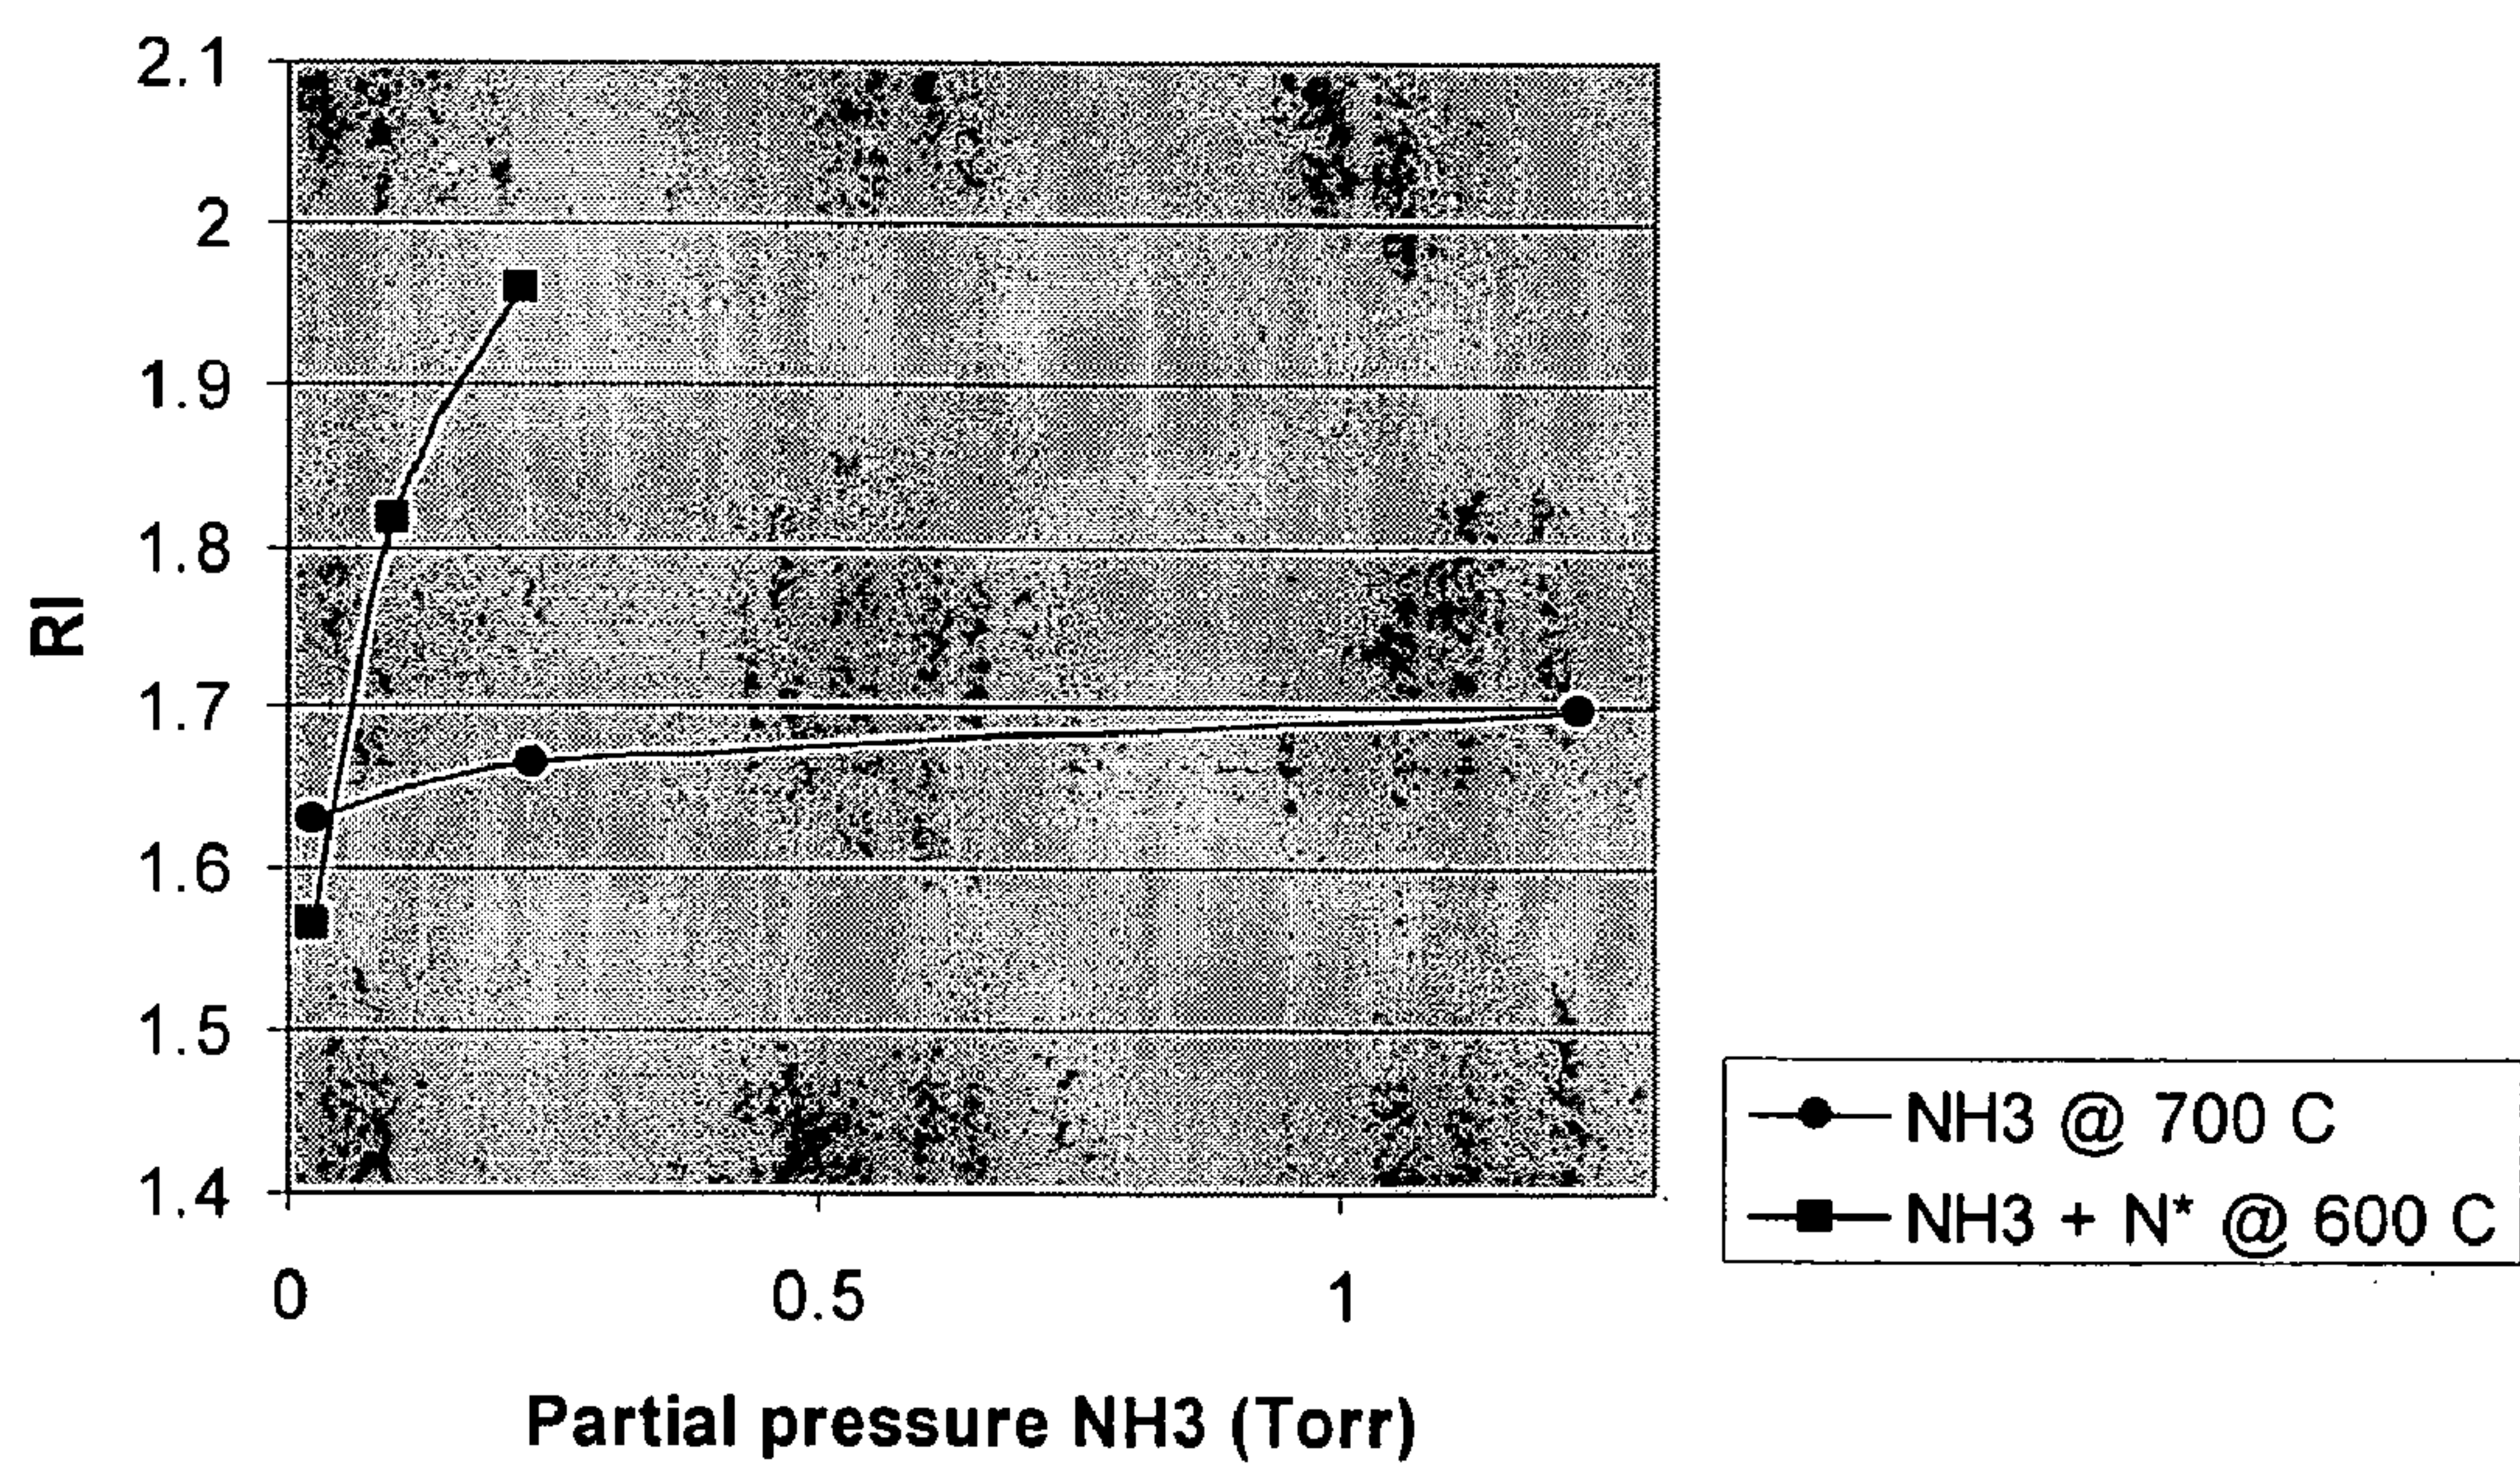 2.1
2
1.9
1.8
RI
1.7
1.6
1.5
1.4
0 0.5 1
Partial pressure NH3 (Torr)
NH3 @ 700 C
NH3 + N* @ 600 C